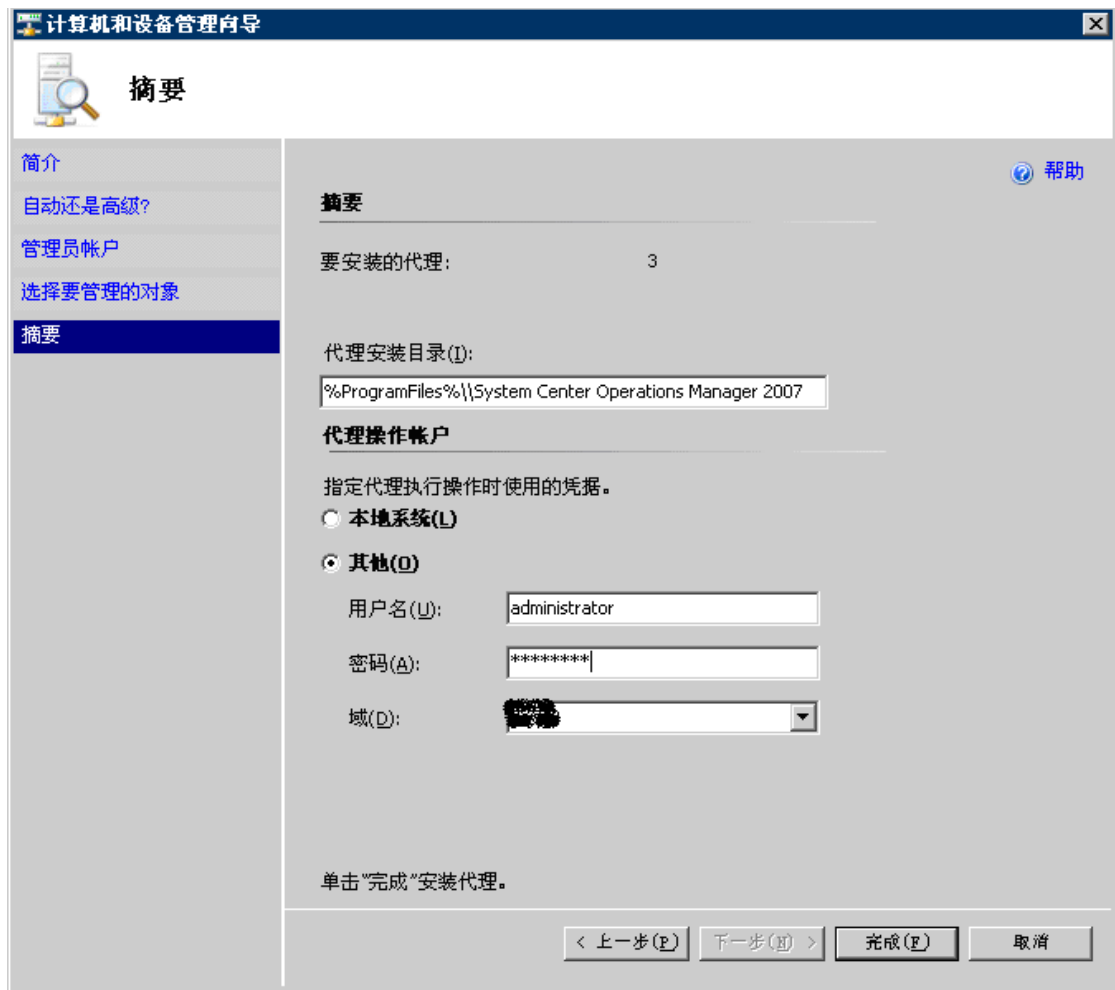 计算机和设备管理向导
摘要
简介
自动还是高级?
管理员帐户
选择要管理的对象
摘要
帮助
摘要
要安装的代理: 3
代理安装目录(I):
%ProgramFiles%\\System Center Operations Manager 2007
代理操作帐户
指定代理执行操作时使用的凭据。
本地系统(L)
其他(O)
用户名(U): administrator
密码(A): ********
域(D):
单击"完成"安装代理。
< 上一步(P) 下一步(N) > 完成(F) 取消